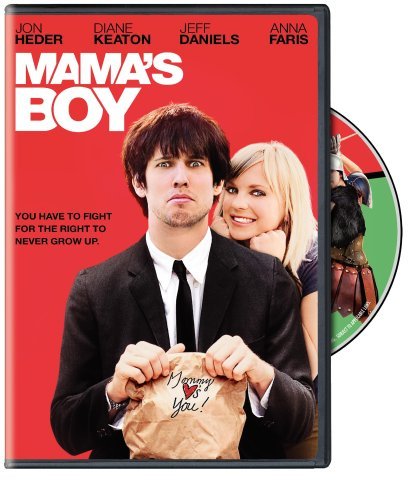 JON DIANE JEFF ANNA
HEDER KEATON DANIELS FARIS
MAMA'S
BOY
YOU HAVE TO FIGHT
FOR THE RIGHT TO
NEVER GROW UP.
Mommy
♥s
You!